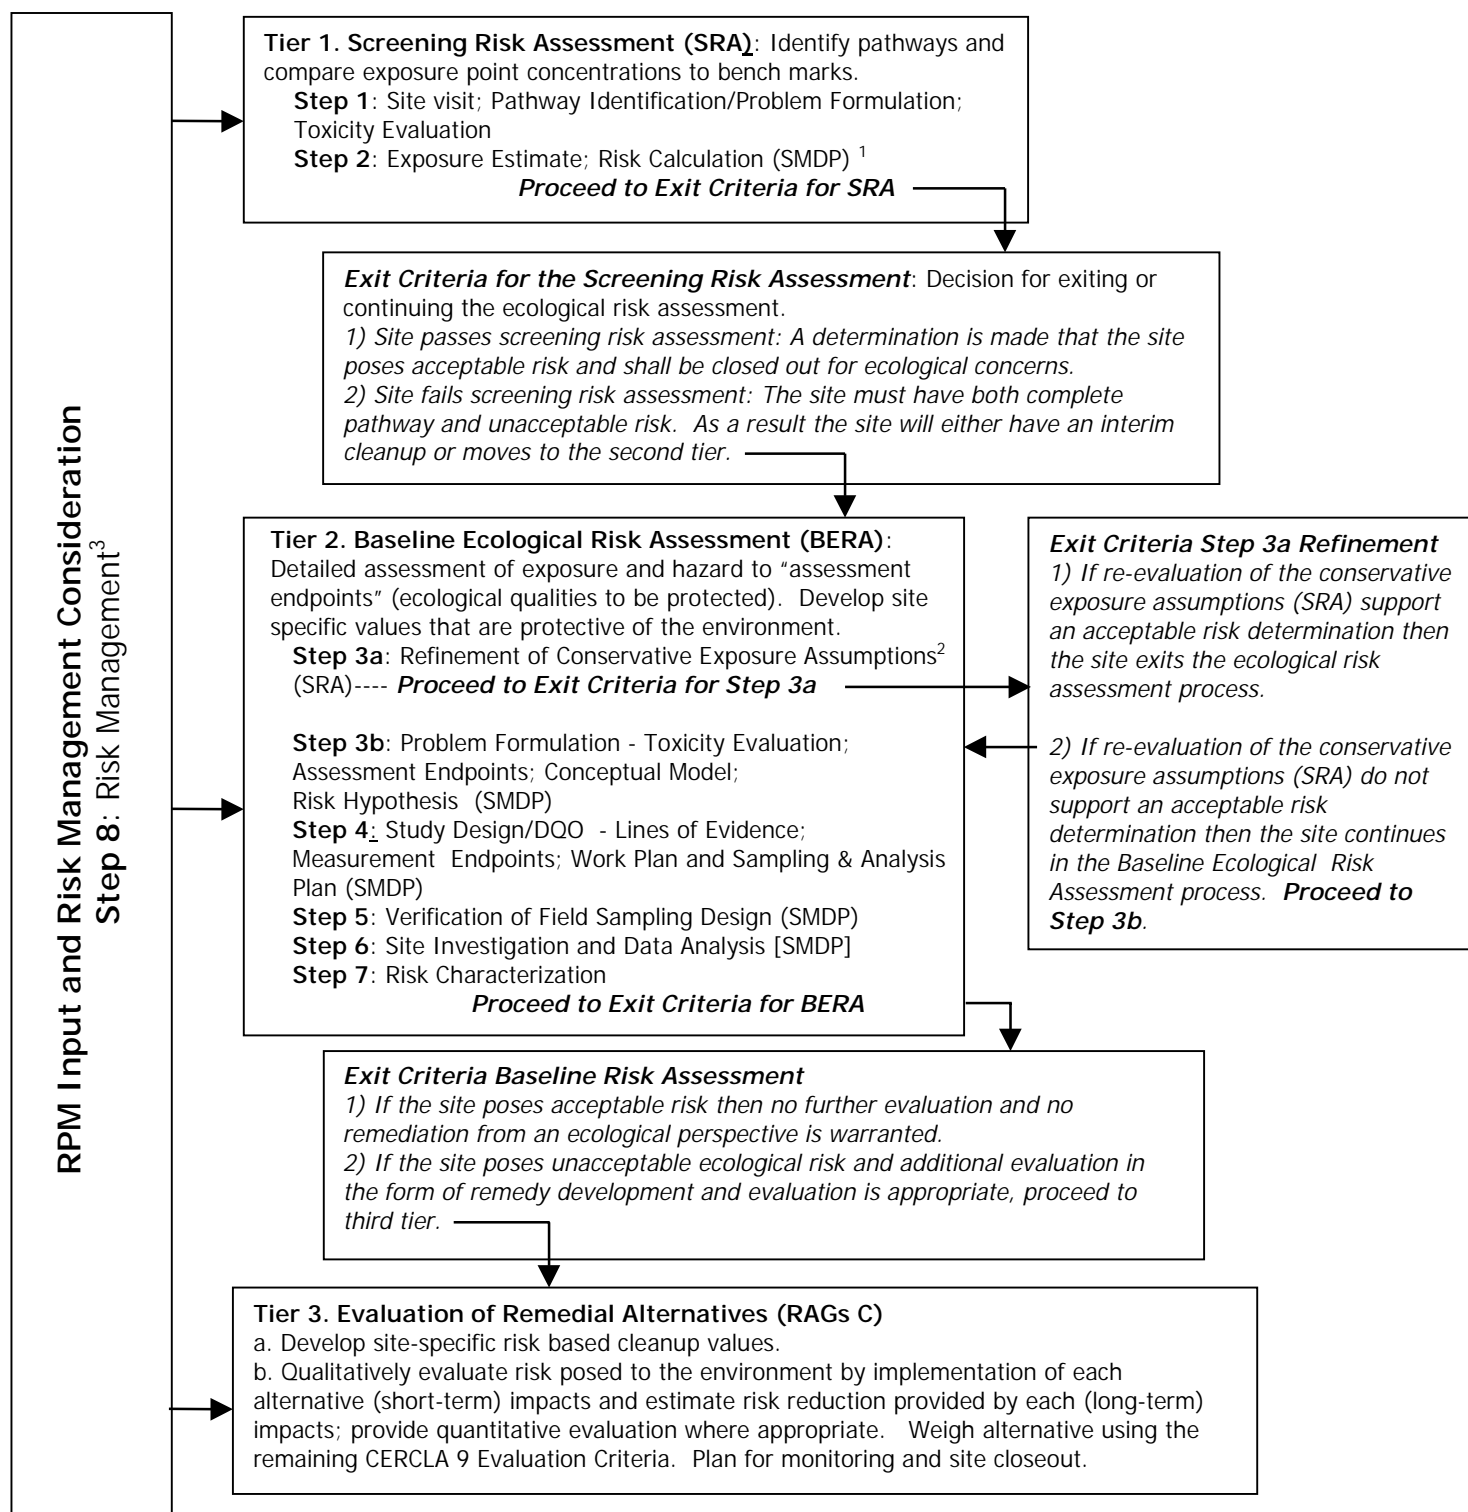 RPM Input and Risk Management Consideration
Step 8: Risk Management3
Tier 1. Screening Risk Assessment (SRA): Identify pathways and
compare exposure point concentrations to bench marks.
Step 1: Site visit; Pathway Identification/Problem Formulation;
Toxicity Evaluation
Step 2: Exposure Estimate; Risk Calculation (SMDP) 1
Proceed to Exit Criteria for SRA
Exit Criteria for the Screening Risk Assessment: Decision for exiting or
continuing the ecological risk assessment.
1) Site passes screening risk assessment: A determination is made that the site
poses acceptable risk and shall be closed out for ecological concerns.
2) Site fails screening risk assessment: The site must have both complete
pathway and unacceptable risk. As a result the site will either have an interim
cleanup or moves to the second tier.
Tier 2. Baseline Ecological Risk Assessment (BERA):
Detailed assessment of exposure and hazard to “assessment
endpoints” (ecological qualities to be protected). Develop site
specific values that are protective of the environment.
Step 3a: Refinement of Conservative Exposure Assumptions2
(SRA)---- Proceed to Exit Criteria for Step 3a
Step 3b: Problem Formulation - Toxicity Evaluation;
Assessment Endpoints; Conceptual Model;
Risk Hypothesis (SMDP)
Step 4: Study Design/DQO - Lines of Evidence;
Measurement Endpoints; Work Plan and Sampling & Analysis
Plan (SMDP)
Step 5: Verification of Field Sampling Design (SMDP)
Step 6: Site Investigation and Data Analysis [SMDP]
Step 7: Risk Characterization
Proceed to Exit Criteria for BERA
Exit Criteria Step 3a Refinement
1) If re-evaluation of the conservative
exposure assumptions (SRA) support
an acceptable risk determination then
the site exits the ecological risk
assessment process.
2) If re-evaluation of the conservative
exposure assumptions (SRA) do not
support an acceptable risk
determination then the site continues
in the Baseline Ecological Risk
Assessment process. Proceed to
Step 3b.
Exit Criteria Baseline Risk Assessment
1) If the site poses acceptable risk then no further evaluation and no
remediation from an ecological perspective is warranted.
2) If the site poses unacceptable ecological risk and additional evaluation in
the form of remedy development and evaluation is appropriate, proceed to
third tier.
Tier 3. Evaluation of Remedial Alternatives (RAGs C)
a. Develop site-specific risk based cleanup values.
b. Qualitatively evaluate risk posed to the environment by implementation of each
alternative (short-term) impacts and estimate risk reduction provided by each (long-term)
impacts; provide quantitative evaluation where appropriate. Weigh alternative using the
remaining CERCLA 9 Evaluation Criteria. Plan for monitoring and site closeout.